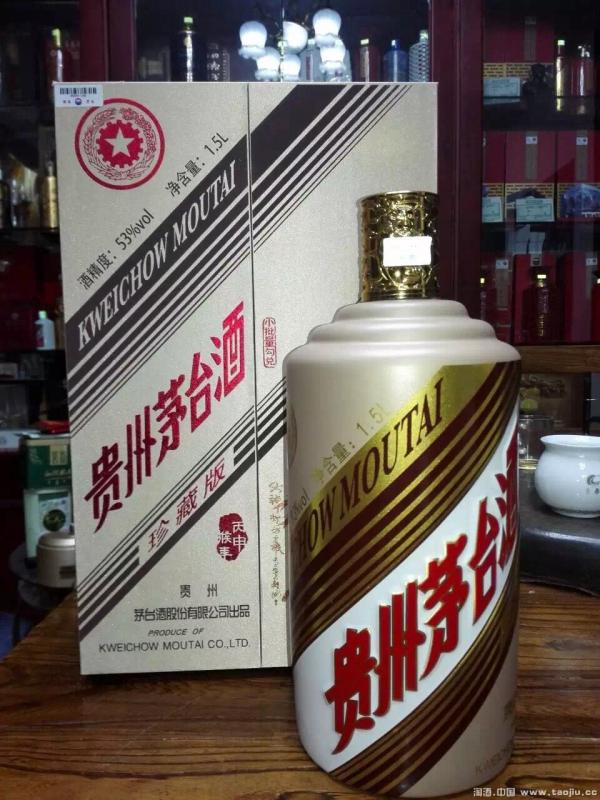 酒精度：53%vol 净含量：1.5L
KWEICHOW MOUTAI
贵州茅台酒
珍藏版
小批量勾兑
丙申
猴年
贵州
茅台酒股份有限公司出品
PRODUCE OF
KWEICHOW MOUTAI CO.,LTD.
%vol 净含量：1.5L
HOW MOUTAI
贵州茅台酒
淘酒.中国 www.taojiu.cc